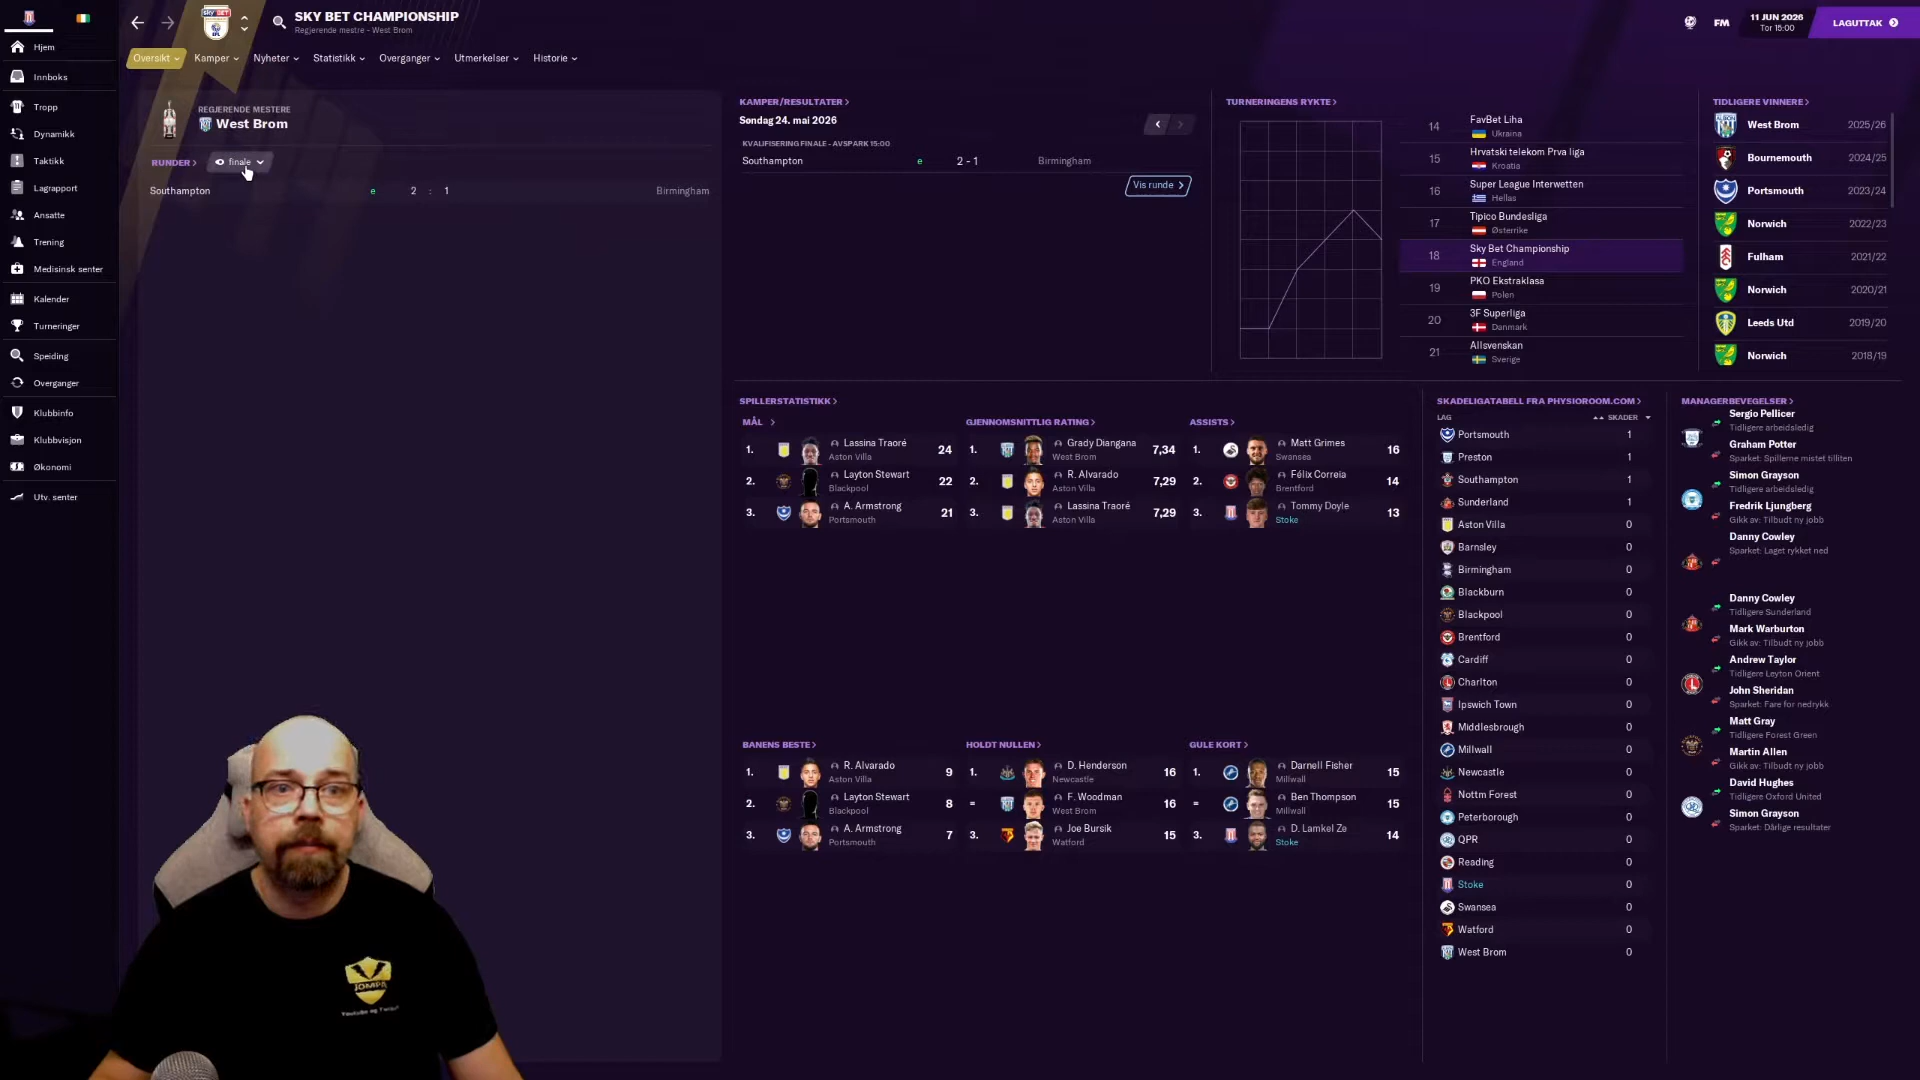 SKY BET CHAMPIONSHIP
Regjerende mestre - West Brom
FM
11 JUN 2026
Tor 15:00
LAGUTTAK
Oversikt
Kamper
Nyheter
Statistikk
Overganger
Utmerkelser
Historie
Hjem
Innboks
Tropp
Dynamikk
Taktikk
Lagrapport
Ansatte
Trening
Medisinsk senter
Kalender
Turneringer
Speiding
Overganger
Klubbinfo
Klubbvisjon
Økonomi
Utv. senter
REGJERENDE MESTERE
West Brom
RUNDER
finale
Southampton e 2 : 1 Birmingham
KAMPER/RESULTATER
Søndag 24. mai 2026
KVALIFISERING FINALE - AVSPARK 15:00
Southampton e 2 - 1 Birmingham
Vis runde
TURNERINGENS RYKTE
14 FavBet Liha
Ukraina
15 Hrvatski telekom Prva liga
Kroatia
16 Super League Interwetten
Hellas
17 Tipico Bundesliga
Østerrike
18 Sky Bet Championship
England
19 PKO Ekstraklasa
Polen
20 3F Superliga
Danmark
21 Allsvenskan
Sverige
TIDLIGERE VINNERE
West Brom 2025/26
Bournemouth 2024/25
Portsmouth 2023/24
Norwich 2022/23
Fulham 2021/22
Norwich 2020/21
Leeds Utd 2019/20
Norwich 2018/19
SPILLERSTATISTIKK
MÅL
1. Lassina Traoré 24
Aston Villa
2. Layton Stewart 22
Blackpool
3. A. Armstrong 21
Portsmouth
GJENNOMSNITTLIG RATING
1. Grady Diangana 7,34
West Brom
2. R. Alvarado 7,29
Aston Villa
3. Lassina Traoré 7,29
Aston Villa
ASSISTS
1. Matt Grimes 16
Swansea
2. Félix Correia 14
Brentford
3. Tommy Doyle 13
Stoke
BANENS BESTE
1. R. Alvarado 9
Aston Villa
2. Layton Stewart 8
Blackpool
3. A. Armstrong 7
Portsmouth
HOLDT NULLEN
1. D. Henderson 16
Newcastle
= F. Woodman 16
West Brom
3. Joe Bursik 15
Watford
GULE KORT
1. Darnell Fisher 15
Millwall
= Ben Thompson 15
Millwall
3. D. Lamkel Ze 14
Stoke
SKADELIGATABELL FRA PHYSIOROOM.COM
LAG SKADER
Portsmouth 1
Preston 1
Southampton 1
Sunderland 1
Aston Villa 0
Barnsley 0
Birmingham 0
Blackburn 0
Blackpool 0
Brentford 0
Cardiff 0
Charlton 0
Ipswich Town 0
Middlesbrough 0
Millwall 0
Newcastle 0
Nottm Forest 0
Peterborough 0
QPR 0
Reading 0
Stoke 0
Swansea 0
Watford 0
West Brom 0
MANAGERBEVEGELSER
Sergio Pellicer
Tidligere arbeidsledig
Graham Potter
Sparket: Spillerne mistet tilliten
Simon Grayson
Tidligere arbeidsledig
Fredrik Ljungberg
Gikk av: Tilbudt ny jobb
Danny Cowley
Sparket: Laget rykket ned
Danny Cowley
Tidligere Sunderland
Mark Warburton
Gikk av: Tilbudt ny jobb
Andrew Taylor
Tidligere Leyton Orient
John Sheridan
Sparket: Fare for nedrykk
Matt Gray
Tidligere Forest Green
Martin Allen
Gikk av: Tilbudt ny jobb
David Hughes
Tidligere Oxford United
Simon Grayson
Sparket: Dårlige resultater
JOMPA
Youtube og Twitch